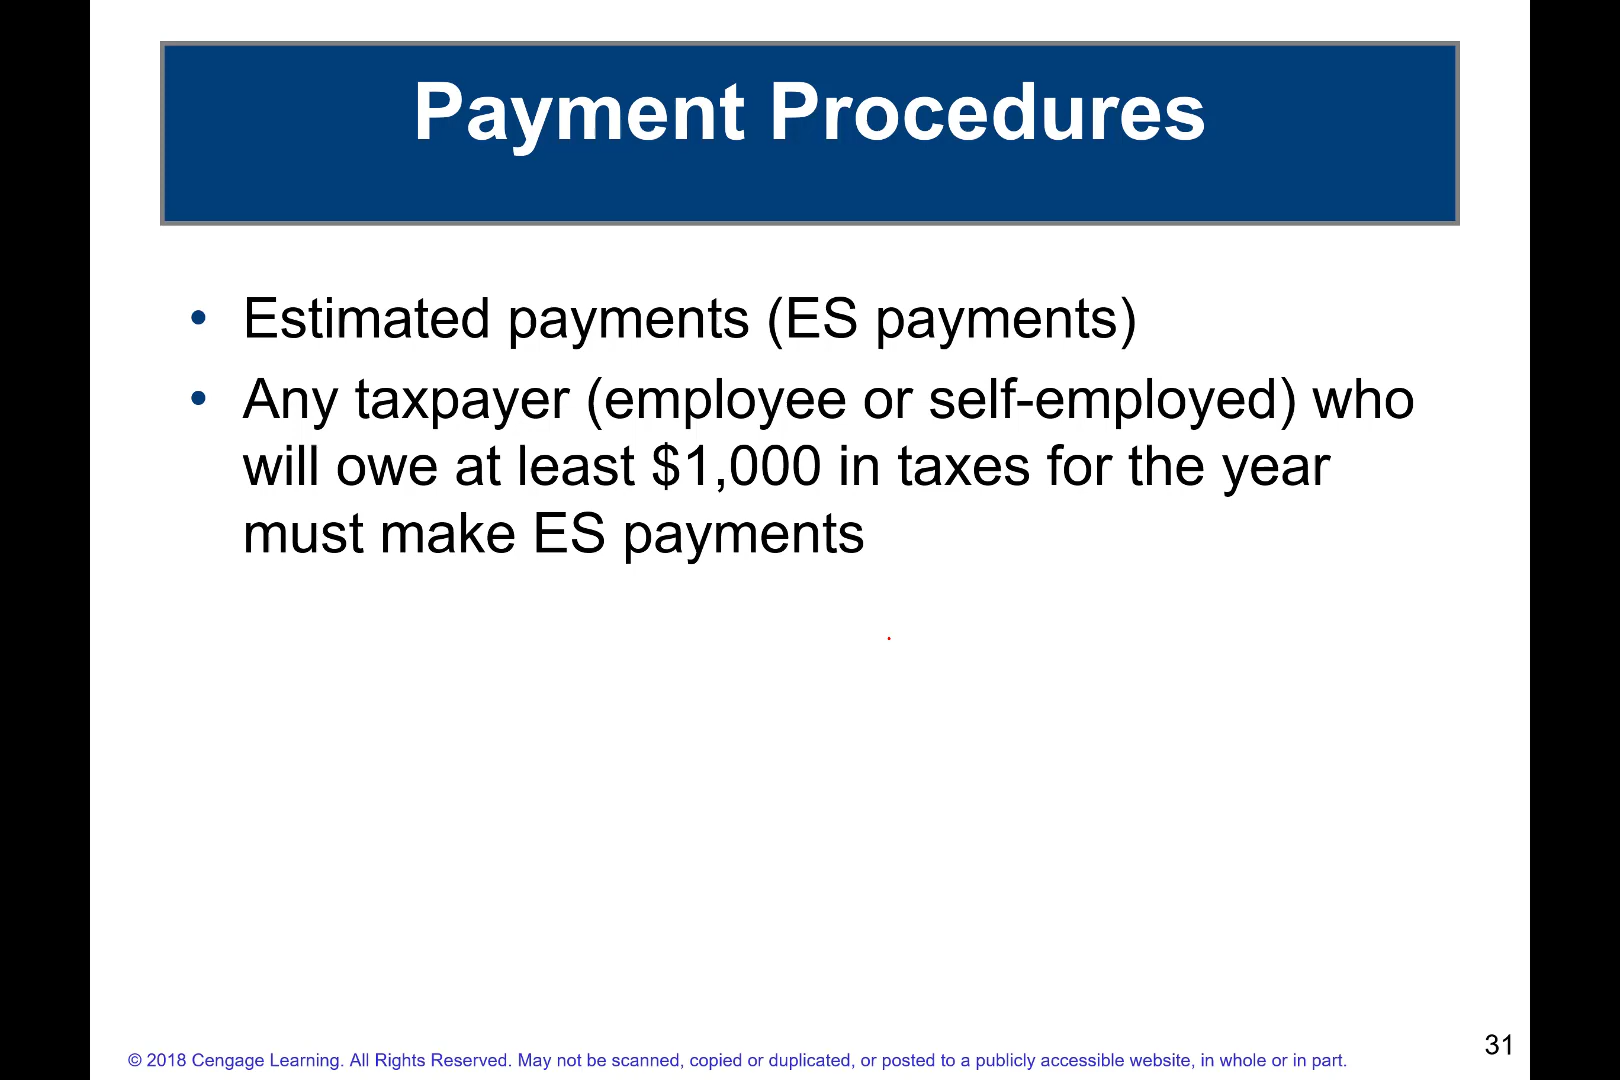 Payment Procedures
• Estimated payments (ES payments)
• Any taxpayer (employee or self-employed) who
will owe at least $1,000 in taxes for the year
must make ES payments
31
© 2018 Cengage Learning. All Rights Reserved. May not be scanned, copied or duplicated, or posted to a publicly accessible website, in whole or in part.